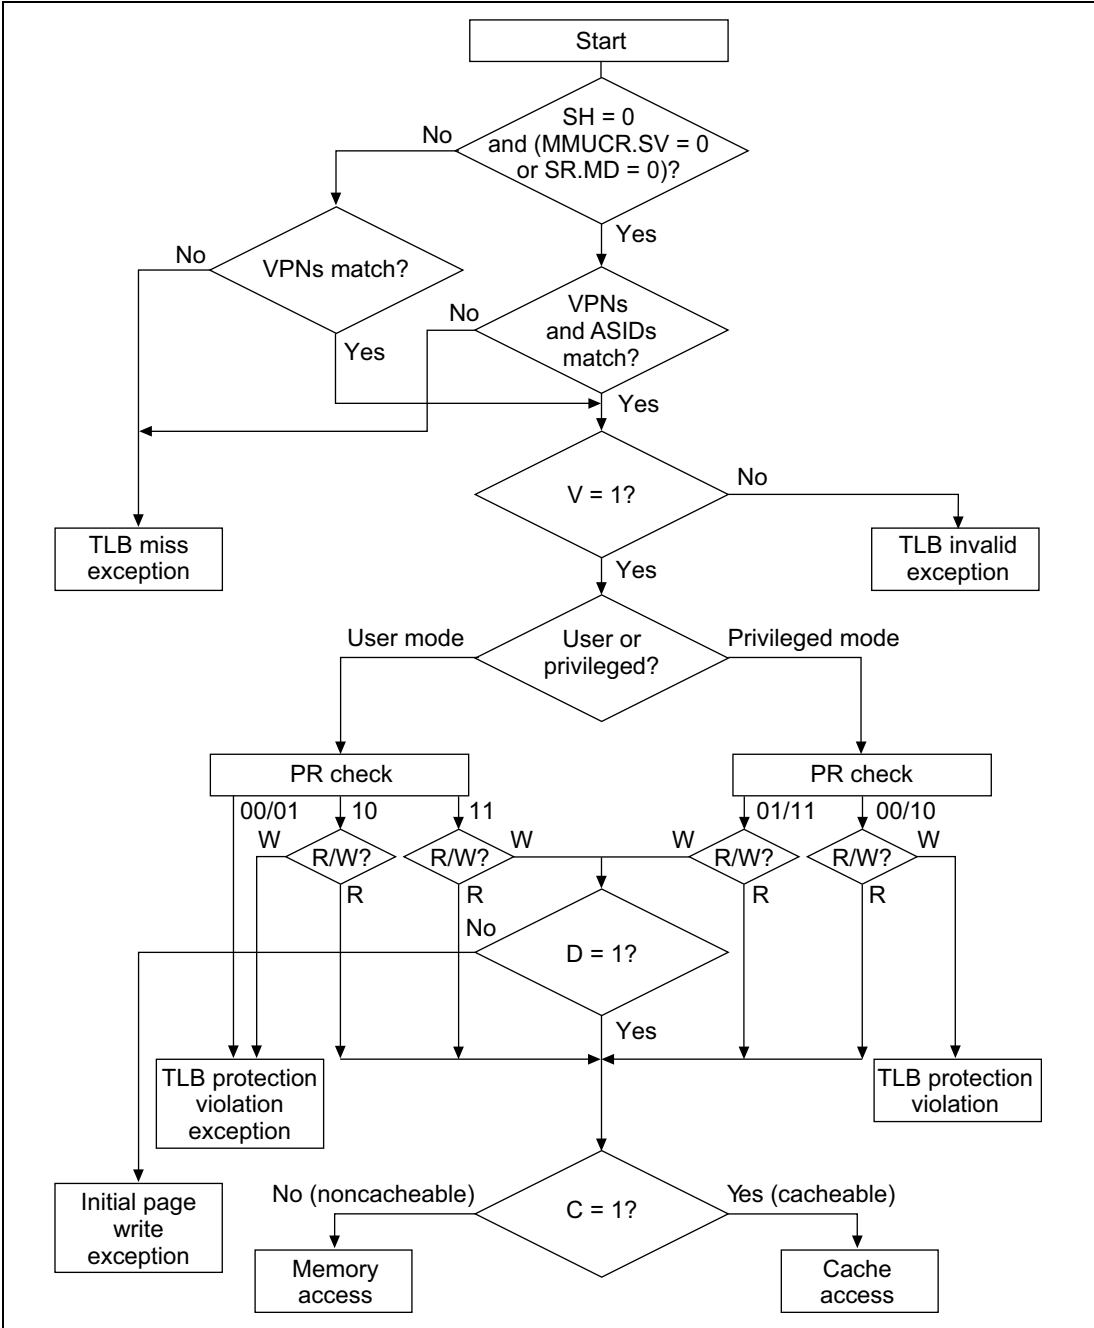 Start
SH = 0
and (MMUCR.SV = 0
or SR.MD = 0)?
No
Yes
VPNs match?
No
Yes
VPNs
and ASIDs
match?
No
Yes
V = 1?
No
Yes
TLB miss
exception
TLB invalid
exception
User or
privileged?
User mode
Privileged mode
PR check
PR check
00/01
10
11
01/11
00/10
W
R/W?
R
R/W?
W
R
W
R/W?
R
R/W?
W
R
D = 1?
No
Yes
TLB protection
violation
exception
TLB protection
violation
Initial page
write
exception
No (noncacheable)
C = 1?
Yes (cacheable)
Memory
access
Cache
access